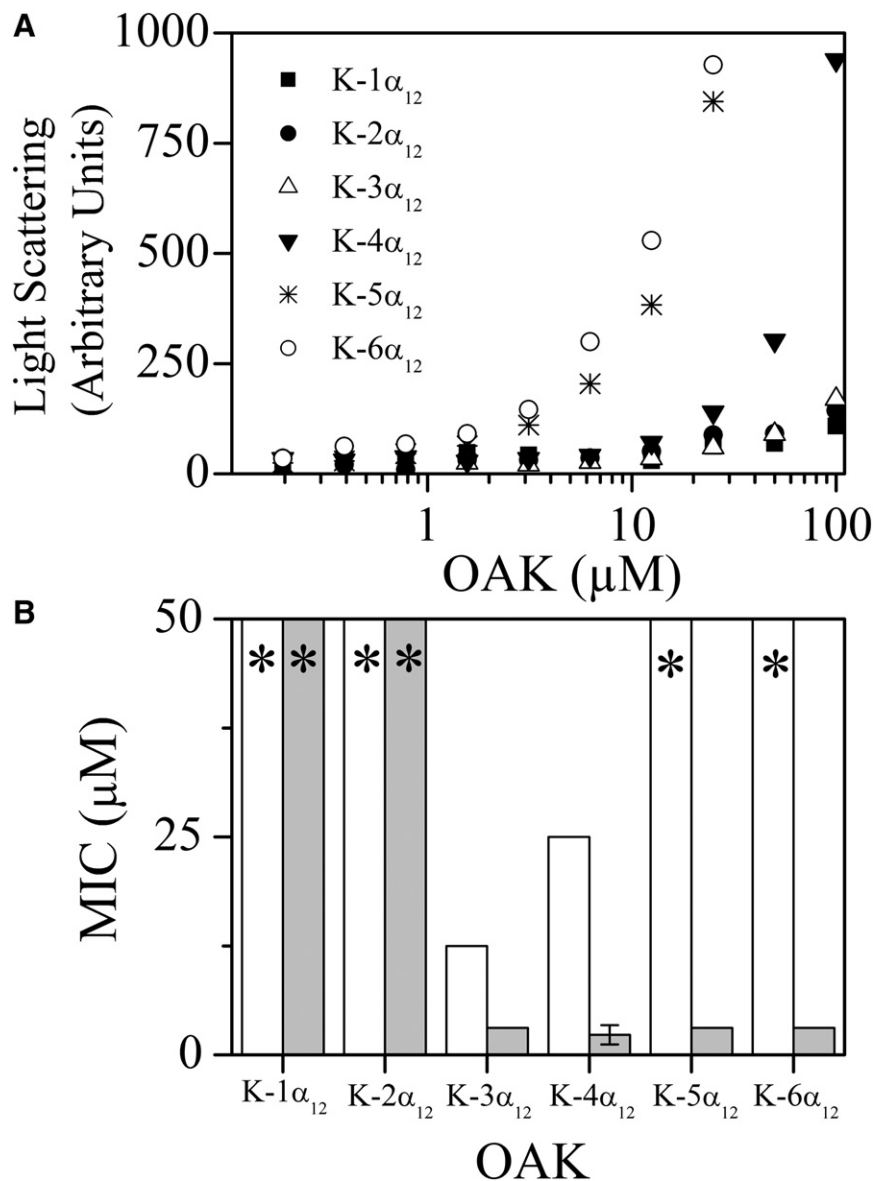 A
1000
750
500
250
0
Light Scattering
(Arbitrary Units)
K-1α₁₂
K-2α₁₂
K-3α₁₂
K-4α₁₂
K-5α₁₂
K-6α₁₂
1 10 100
OAK (μM)
B
50
25
0
MIC (μM)
* * * * * *
K-1α₁₂ K-2α₁₂ K-3α₁₂ K-4α₁₂ K-5α₁₂ K-6α₁₂
OAK